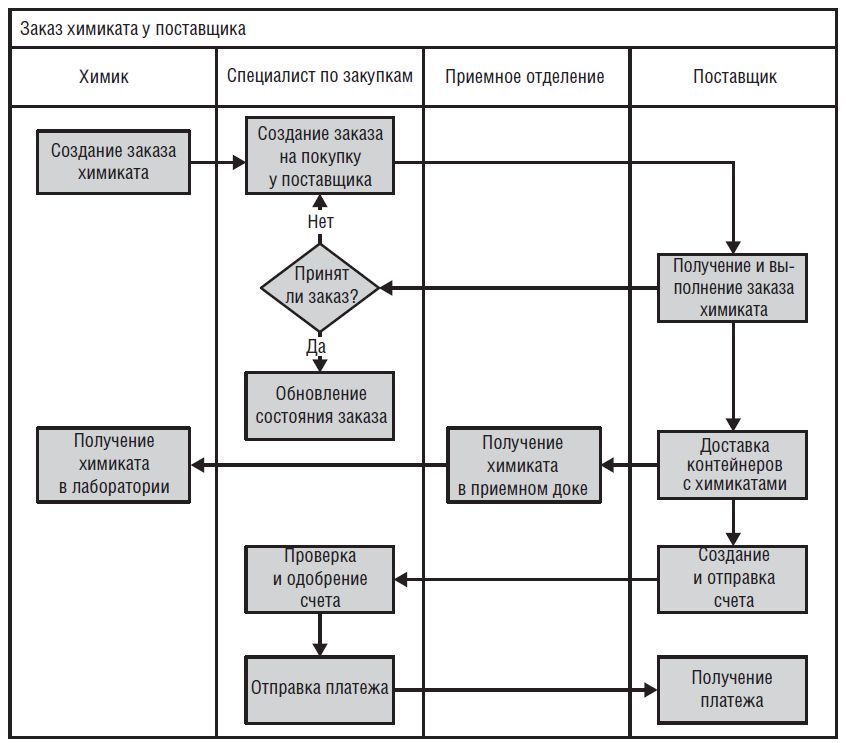 Заказ химиката у поставщика
Химик
Специалист по закупкам
Приемное отделение
Поставщик
Создание заказа
химиката
Создание заказа
на покупку
у поставщика
Нет
Принят
ли заказ?
Получение и вы-
полнение заказа
химиката
Да
Обновление
состояния заказа
Получение
химиката
в лаборатории
Получение
химиката
в приемном доке
Доставка
контейнеров
с химикатами
Проверка
и одобрение
счета
Создание
и отправка
счета
Отправка платежа
Получение
платежа